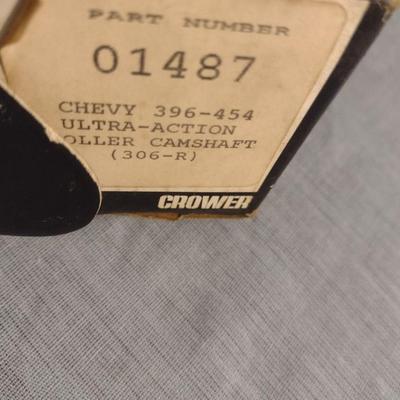 PART NUMBER
01487
CHEVY 396-454
ULTRA-ACTION
OLLER CAMSHAFT
(306-R)
CROWER